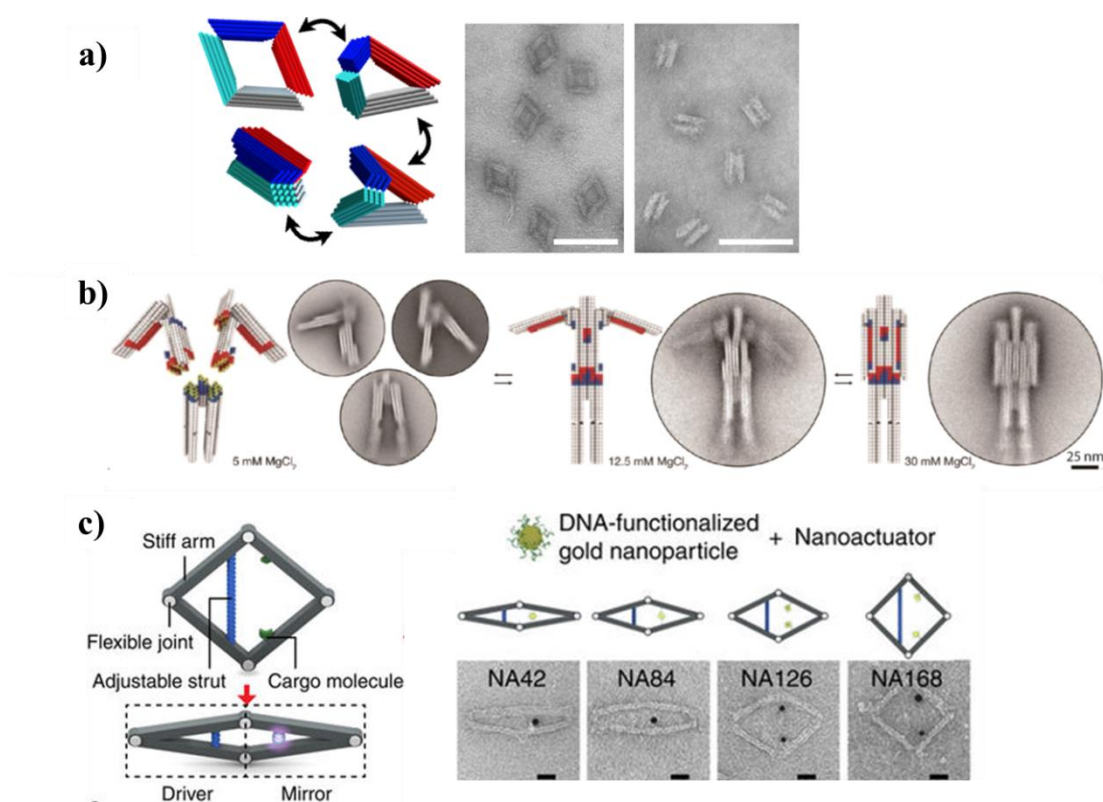 a)
b)
5 mM MgCl₂
12.5 mM MgCl₂
30 mM MgCl₂
25 nm
c)
Stiff arm
Flexible joint
Adjustable strut
Cargo molecule
Driver
Mirror
DNA-functionalized
gold nanoparticle
+ Nanoactuator
NA42
NA84
NA126
NA168